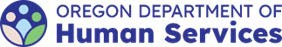 OREGON DEPARTMENT OF
Human Services